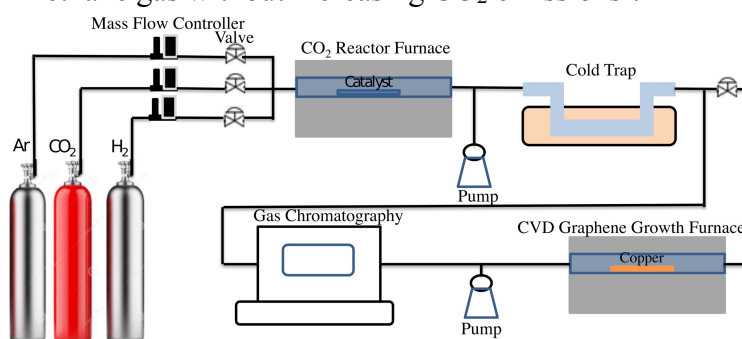 Mass Flow Controller
Valve
CO₂ Reactor Furnace
Catalyst
Cold Trap
Ar CO₂ H₂
Pump
Gas Chromatography
CVD Graphene Growth Furnace
Copper
Pump